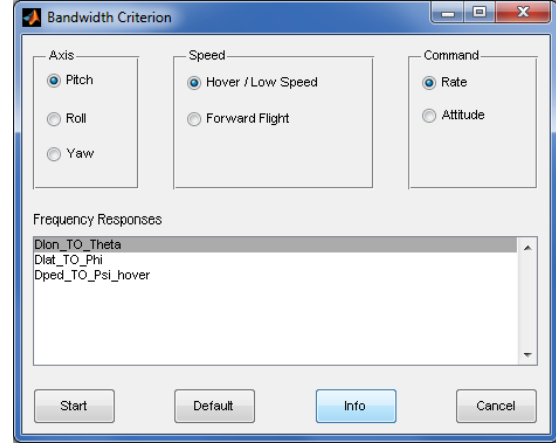 Bandwidth Criterion
Axis
Pitch
Roll
Yaw
Speed
Hover / Low Speed
Forward Flight
Command
Rate
Attitude
Frequency Responses
Dlon_TO_Theta
Dlat_TO_Phi
Dped_TO_Psi_hover
Start
Default
Info
Cancel